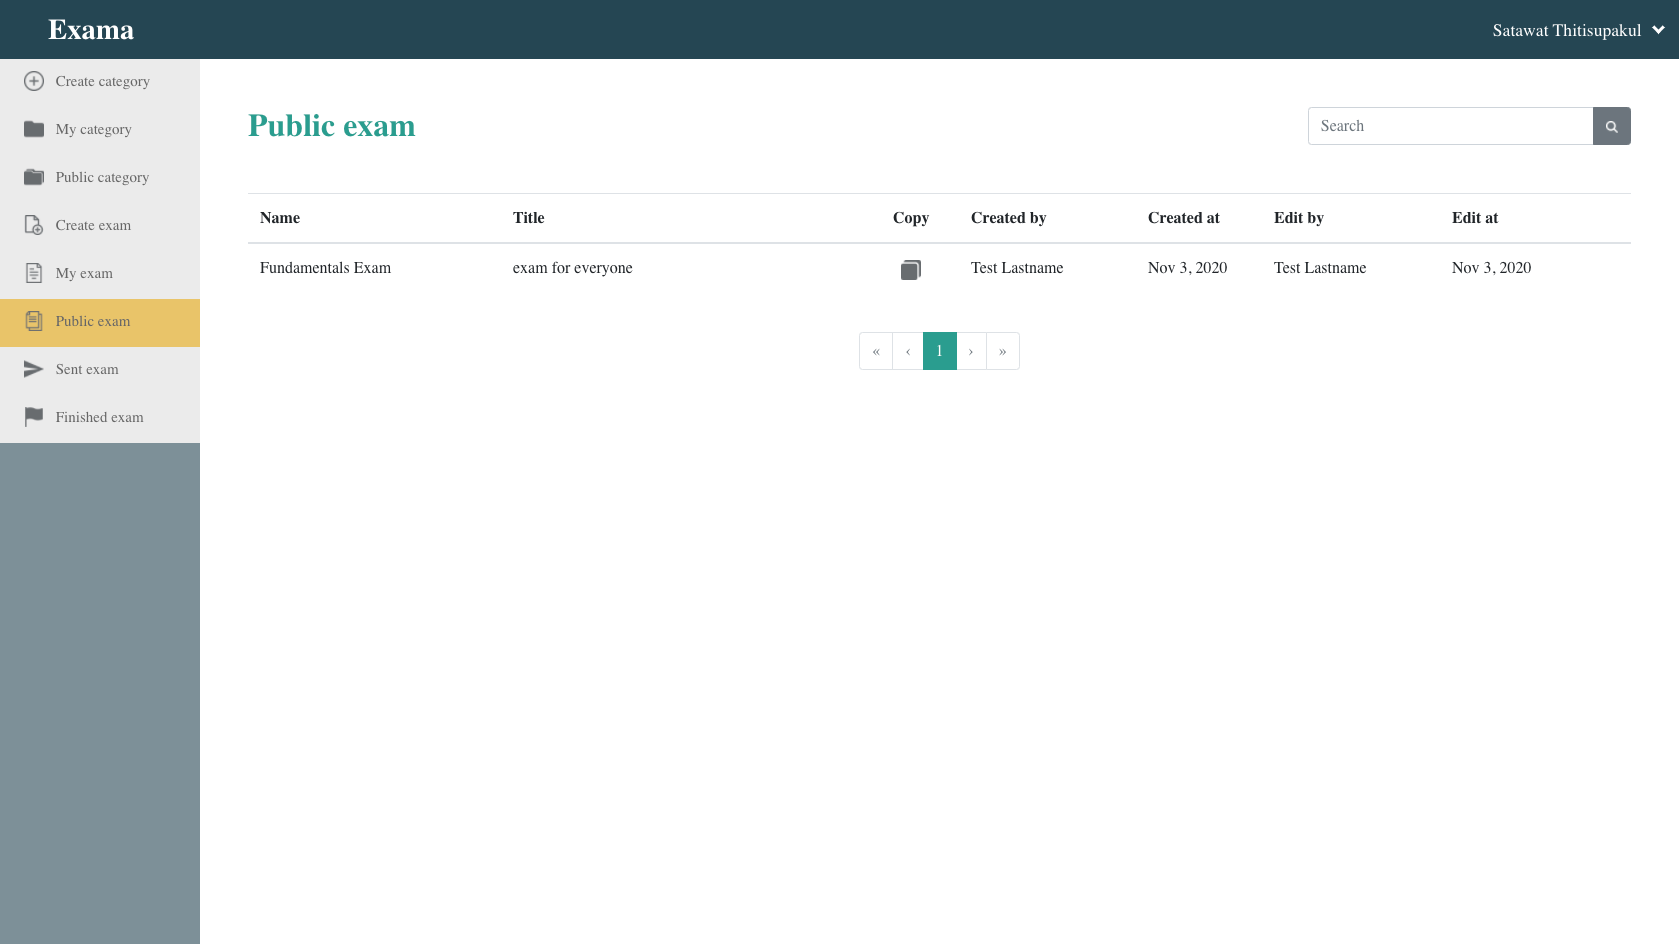 Exama
Satawat Thitisupakul
Create category
My category
Public category
Create exam
My exam
Public exam
Sent exam
Finished exam
Public exam
Search
Name Title Copy Created by Created at Edit by Edit at
Fundamentals Exam exam for everyone Test Lastname Nov 3, 2020 Test Lastname Nov 3, 2020
« ‹ 1 › »